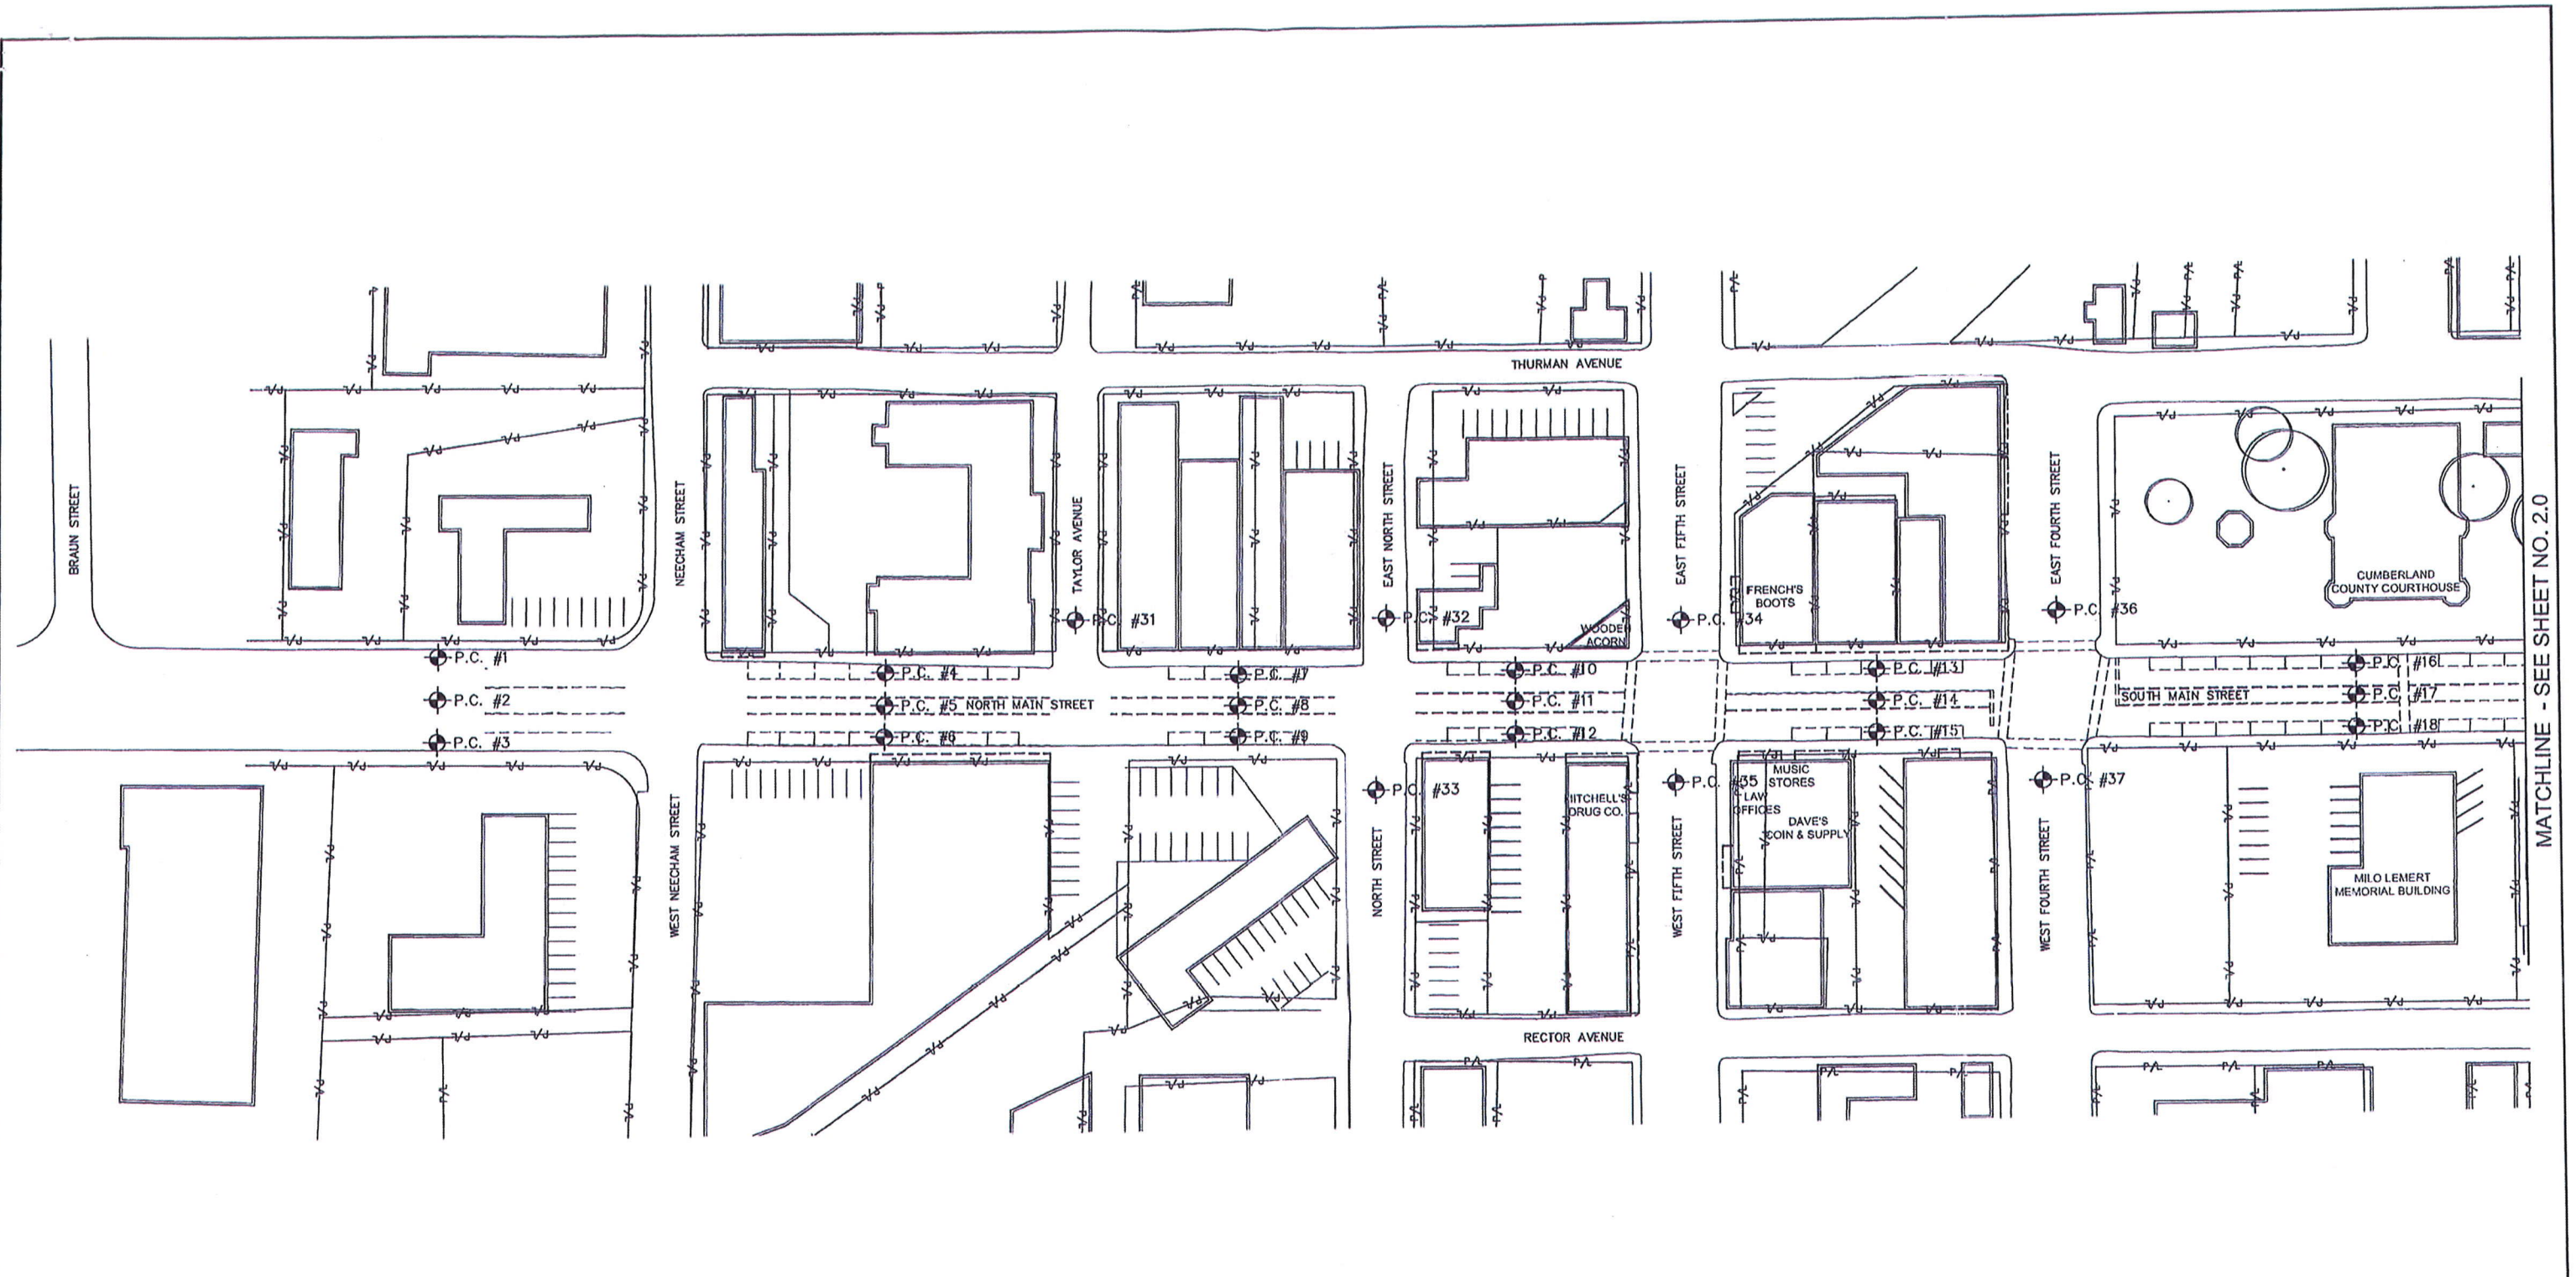 THURMAN AVENUE
BRAUN STREET
NEECHAM STREET
TAYLOR AVENUE
EAST NORTH STREET
EAST FIFTH STREET
EAST FOURTH STREET
FRENCH'S
BOOTS
CUMBERLAND
COUNTY COURTHOUSE
WOODEN
ACORN
P.C. #31
P.C. #32
P.C. #34
P.C. #36
P.C. #1
P.C. #4
P.C. #7
P.C. #10
P.C. #13
P.C. #16
P.C. #2
P.C. #5
NORTH MAIN STREET
P.C. #8
P.C. #11
P.C. #14
SOUTH MAIN STREET
P.C. #17
P.C. #3
P.C. #6
P.C. #9
P.C. #12
P.C. #15
P.C. #18
P.C. #33
P.C. #35
P.C. #37
MUSIC
STORES
LAW
OFFICES
DAVE'S
COIN & SUPPLY
MITCHELL'S
DRUG CO.
WEST NEECHAM STREET
NORTH STREET
WEST FIFTH STREET
WEST FOURTH STREET
MILO LEMERT
MEMORIAL BUILDING
RECTOR AVENUE
MATCHLINE - SEE SHEET NO. 2.0